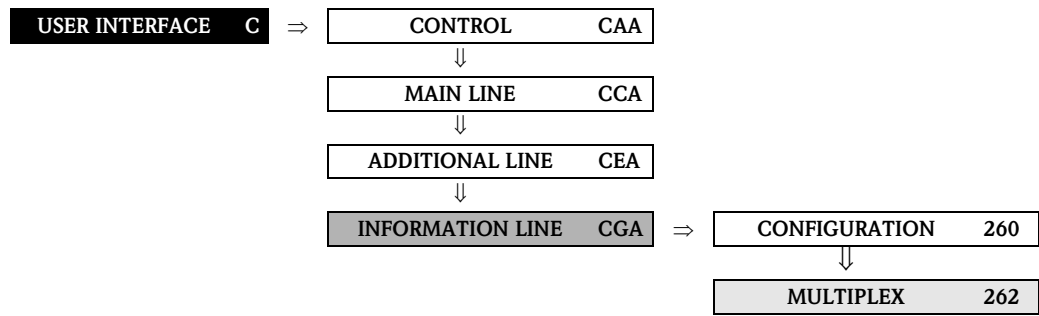 USER INTERFACE C ⇒ CONTROL CAA
⇓
MAIN LINE CCA
⇓
ADDITIONAL LINE CEA
⇓
INFORMATION LINE CGA ⇒ CONFIGURATION 260
⇓
MULTIPLEX 262